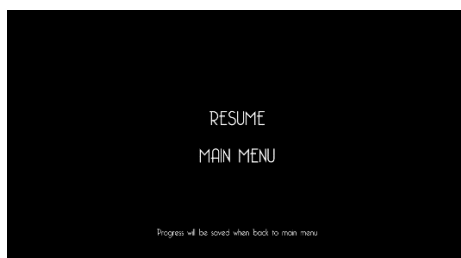 RESUME
MAIN MENU
Progress will be saved when back to main menu